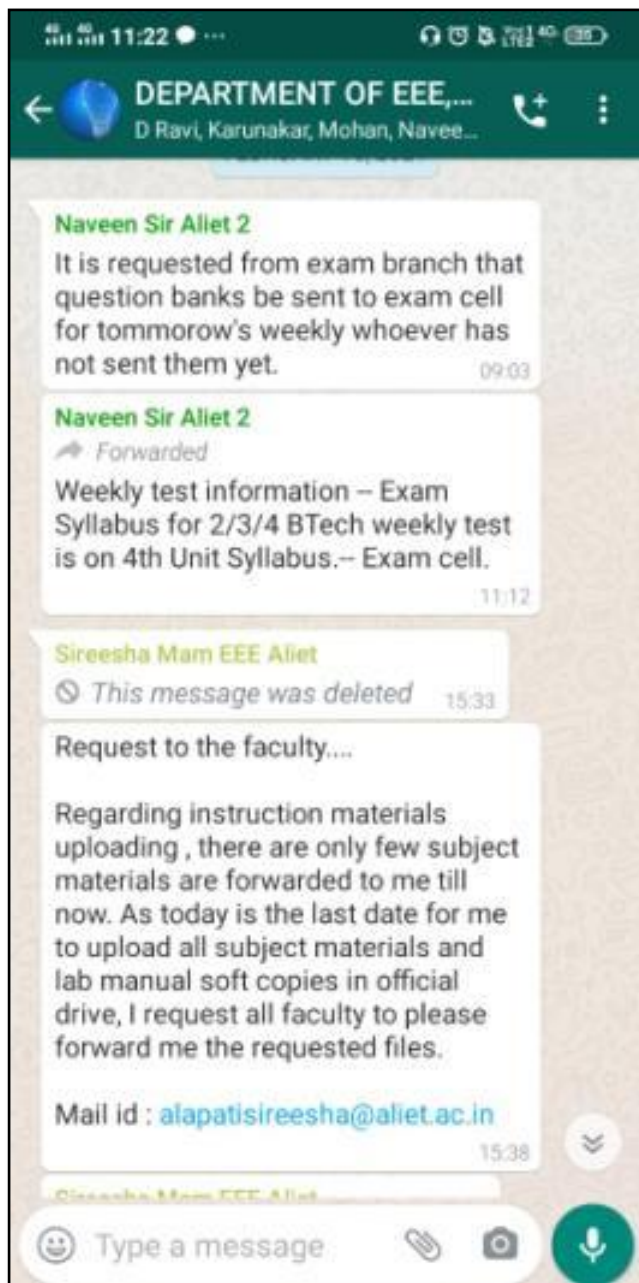 11:22
DEPARTMENT OF EEE,...
D Ravi, Karunakar, Mohan, Navee...
Naveen Sir Aliet 2
It is requested from exam branch that
question banks be sent to exam cell
for tommorow's weekly whoever has
not sent them yet.
09:03
Naveen Sir Aliet 2
Forwarded
Weekly test information -- Exam
Syllabus for 2/3/4 BTech weekly test
is on 4th Unit Syllabus.-- Exam cell.
11:12
Sireesha Mam EEE Aliet
This message was deleted
15:33
Request to the faculty....
Regarding instruction materials
uploading , there are only few subject
materials are forwarded to me till
now. As today is the last date for me
to upload all subject materials and
lab manual soft copies in official
drive, I request all faculty to please
forward me the requested files.
Mail id : alapatisireesha@aliet.ac.in
15:38
Sireesha Mam EEE Aliet
Type a message